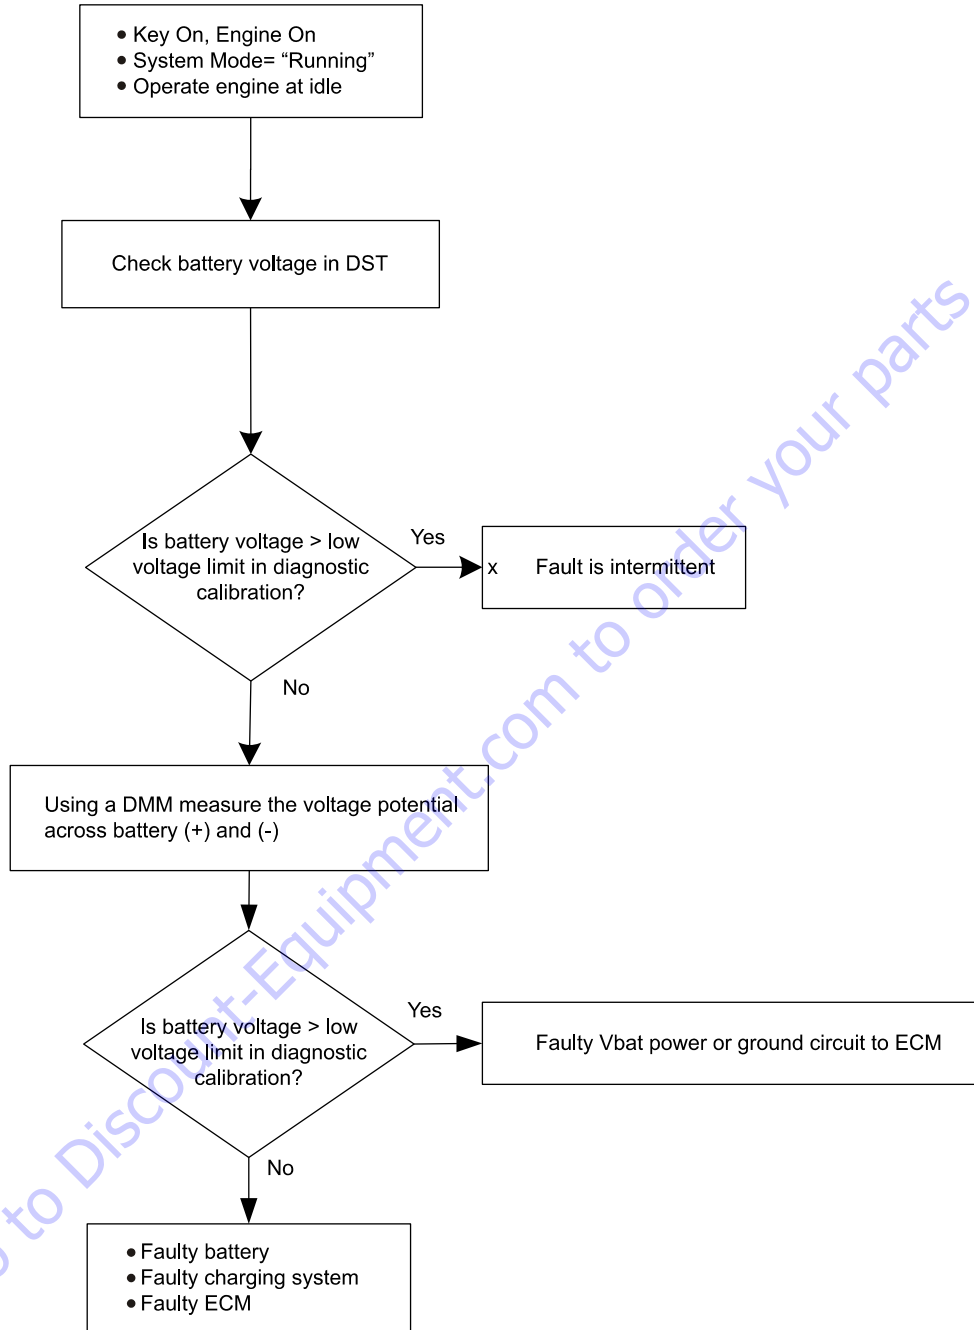 • Key On, Engine On
• System Mode= “Running”
• Operate engine at idle
Check battery voltage in DST
Is battery voltage > low
voltage limit in diagnostic
calibration?
Yes
x Fault is intermittent
No
Using a DMM measure the voltage potential
across battery (+) and (-)
Is battery voltage > low
voltage limit in diagnostic
calibration?
Yes
Faulty Vbat power or ground circuit to ECM
No
• Faulty battery
• Faulty charging system
• Faulty ECM
to Discount-Equipment.com to order your parts